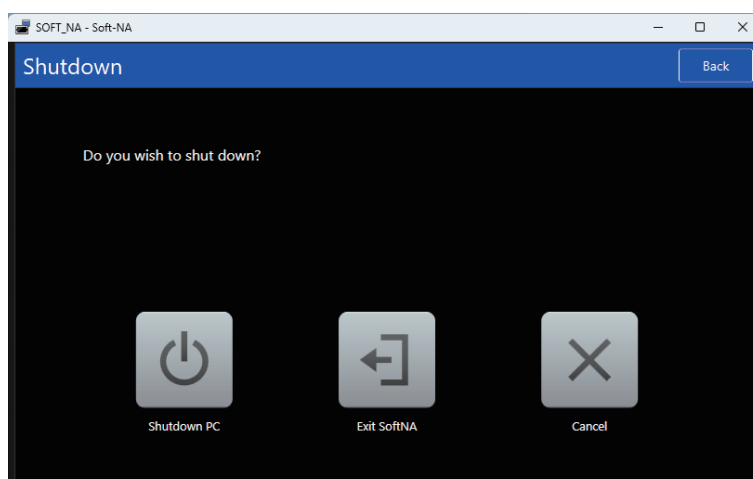 SOFT_NA - Soft-NA
Shutdown
Back
Do you wish to shut down?
Shutdown PC
Exit SoftNA
Cancel